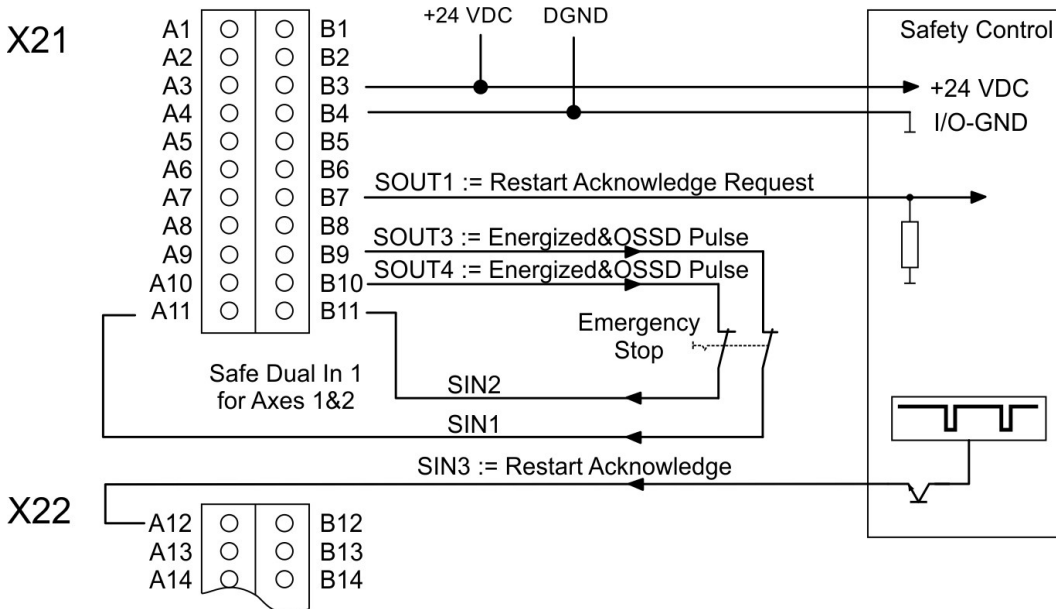 X21
A1
A2
A3
A4
A5
A6
A7
A8
A9
A10
A11
B1
B2
B3
B4
B5
B6
B7
B8
B9
B10
B11
+24 VDC
DGND
Safety Control
+24 VDC
I/O-GND
SOUT1 := Restart Acknowledge Request
SOUT3 := Energized&OSSD Pulse
SOUT4 := Energized&OSSD Pulse
Emergency
Stop
Safe Dual In 1
for Axes 1&2
SIN2
SIN1
SIN3 := Restart Acknowledge
X22
A12
A13
A14
B12
B13
B14